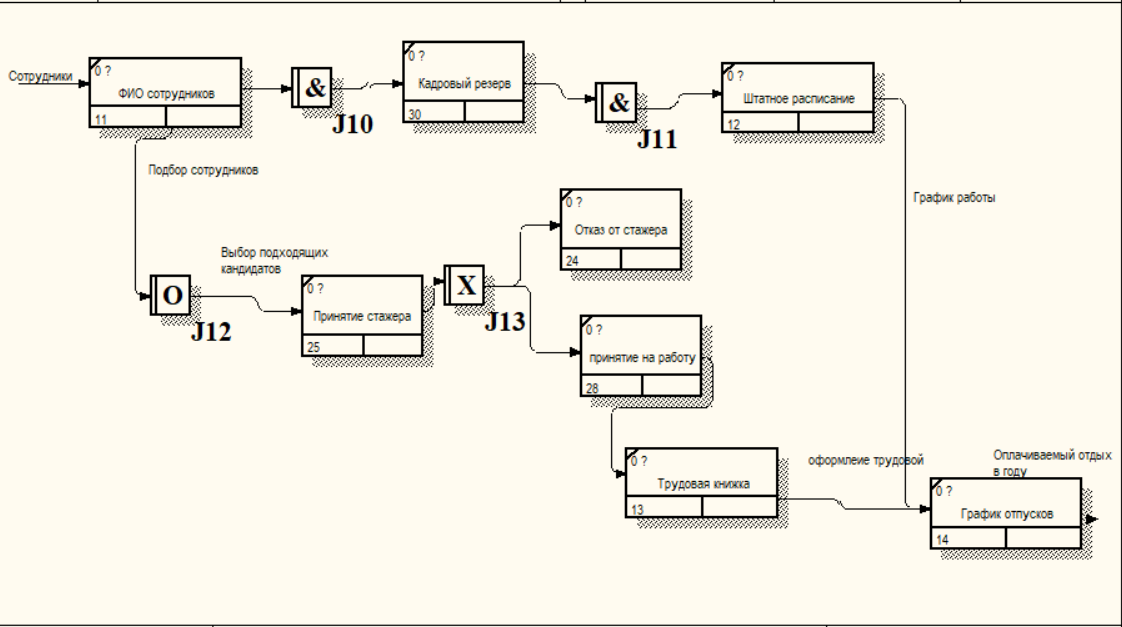 Сотрудники
0 ?
ФИО сотрудников
11
&
J10
0 ?
Кадровый резерв
30
&
J11
0 ?
Штатное расписание
12
Подбор сотрудников
График работы
0 ?
Отказ от стажера
24
Выбор подходящих
кандидатов
O
J12
0 ?
Принятие стажера
25
X
J13
0 ?
принятие на работу
28
0 ?
Трудовая книжка
13
оформлеие трудовой
Оплачиваемый отдых
в году
0 ?
График отпусков
14